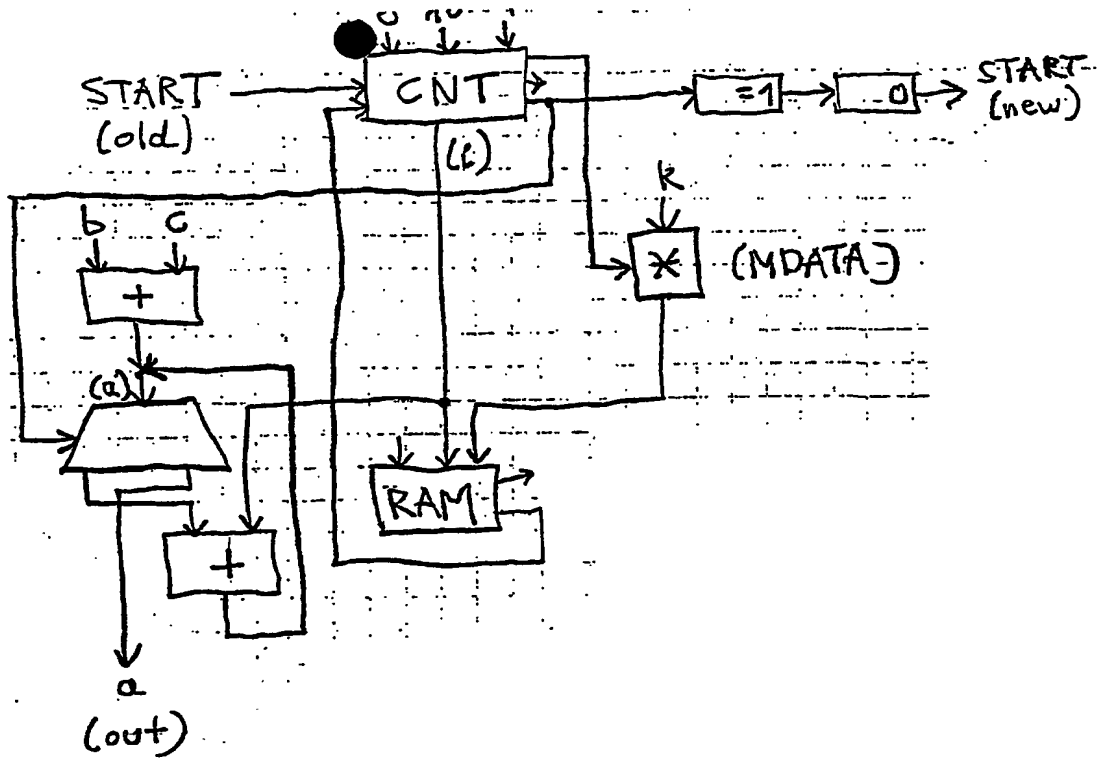 START
(old)
CNT
=1
0
START
(new)
(i)
k
*
(MDATA)
b c
+
(a)
RAM
+
a
(out)